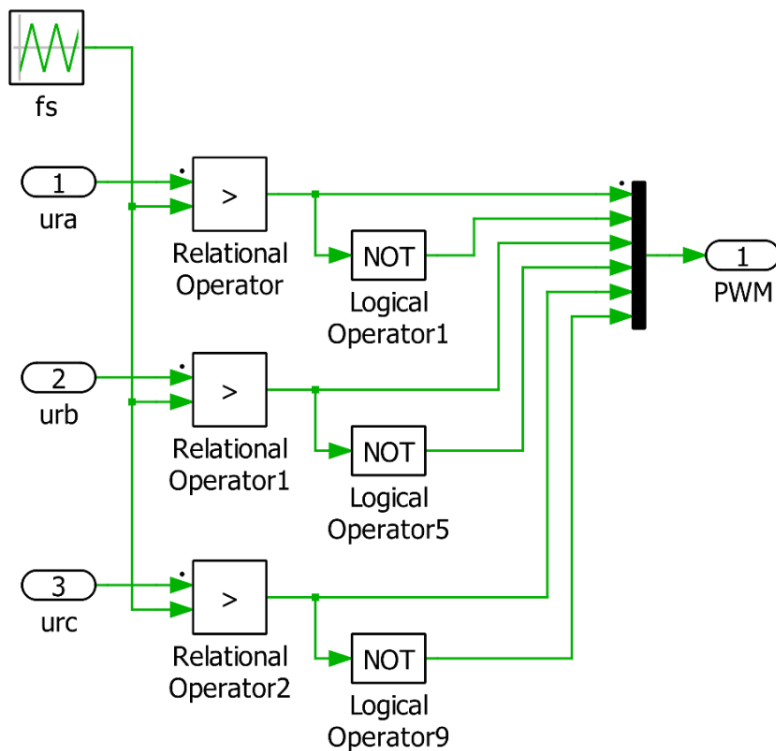 fs
1
ura
>
Relational
Operator
NOT
Logical
Operator1
1
PWM
2
urb
>
Relational
Operator1
NOT
Logical
Operator5
3
urc
>
Relational
Operator2
NOT
Logical
Operator9